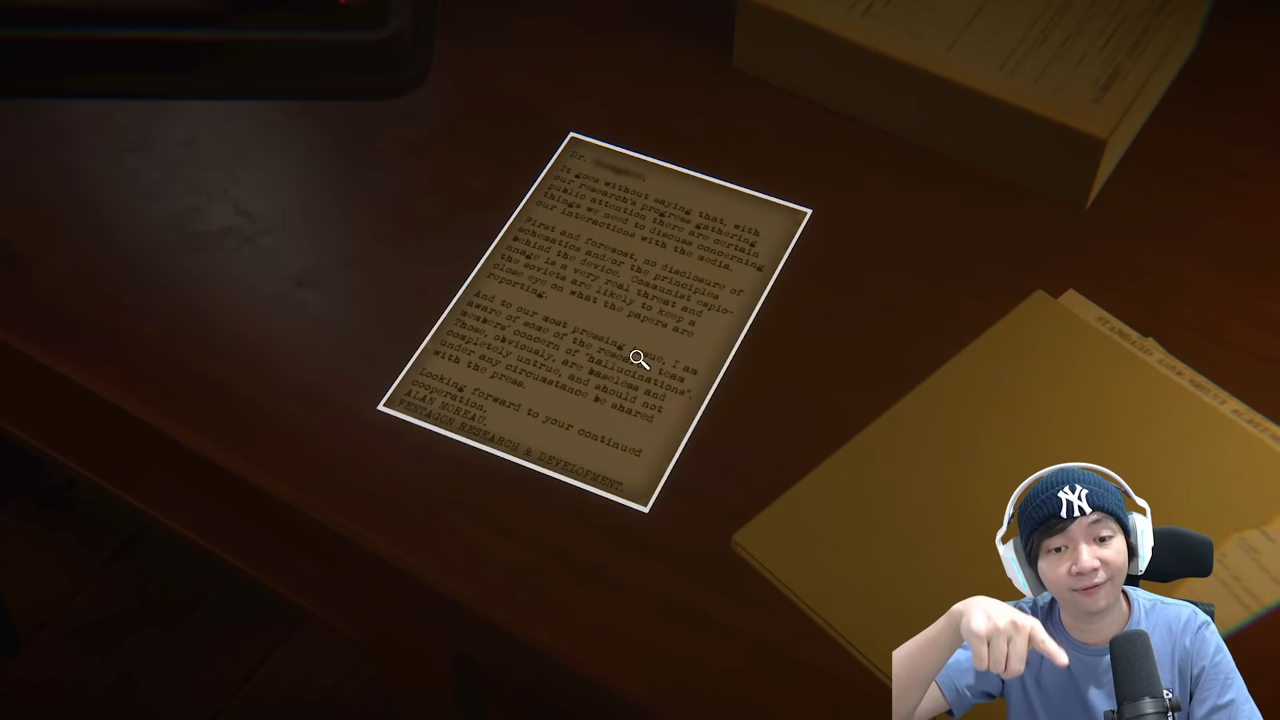 Dr.
It goes without saying that, with
our research's progress gathering
public attention there are certain
things we need to discuss concerning
our interactions with the media.
First and foremost, no disclosure of
schematics and/or the principles
behind the device. Communist espio-
nnage is a very real threat and
the soviets are likely to keep a
close eye on what the papers are
reporting.
And to our most pressing issue, I am
aware of some of the research team
members' concern of "hallucinations".
Those, obviously, are baseless and
completely untrue, and should not
under any circumstance be shared
with the press.
Looking forward to your continued
cooperation,
ALAN MOREAU.
PENTAGON RESEARCH & DEVELOPMENT.
NY